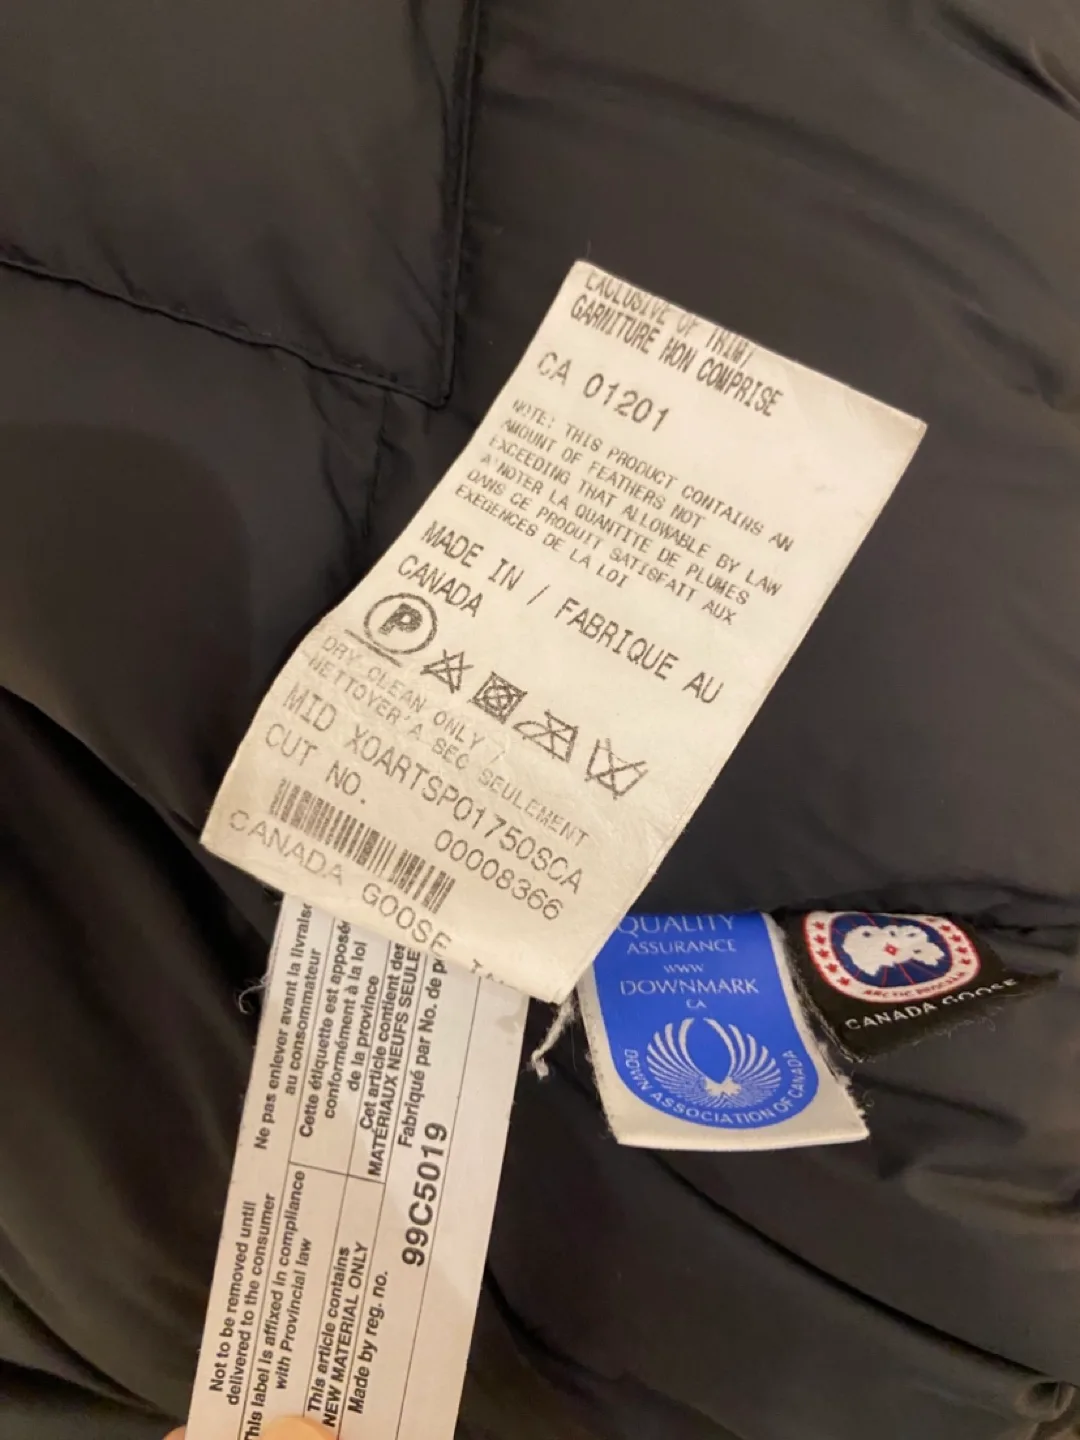 EXCLUSIVE OF TRIM/
GARNITURE NON COMPRISE
CA 01201
NOTE: THIS PRODUCT CONTAINS AN
AMOUNT OF FEATHERS NOT
EXCEEDING THAT ALLOWABLE BY LAW
A'NOTER LA QUANTITE DE PLUMES
DANS CE PRODUIT SATISFAIT AUX
EXEGENCES DE LA LOI
MADE IN / FABRIQUE AU
CANADA
P
DRY CLEAN ONLY /
NETTOYER'A SEC SEULEMENT
MID XOARTSP01750SCA
CUT NO. 00008366
CANADA GOOSE
QUALITY
ASSURANCE
WWW
DOWNMARK
CA
DOWN ASSOCIATION OF CANADA
ARCTIC PROGRAM
CANADA GOOSE
Not to be removed until
delivered to the consumer
This label is affixed in compliance
with Provincial law
This article contains
NEW MATERIAL ONLY
Made by reg. no.
99C5019
Ne pas enlever avant la livraiso
au consommateur
Cette étiquette est apposée
conformément à la loi
de la province
Cet article contient des
MATÉRIAUX NEUFS SEULE
Fabriqué par No. de p